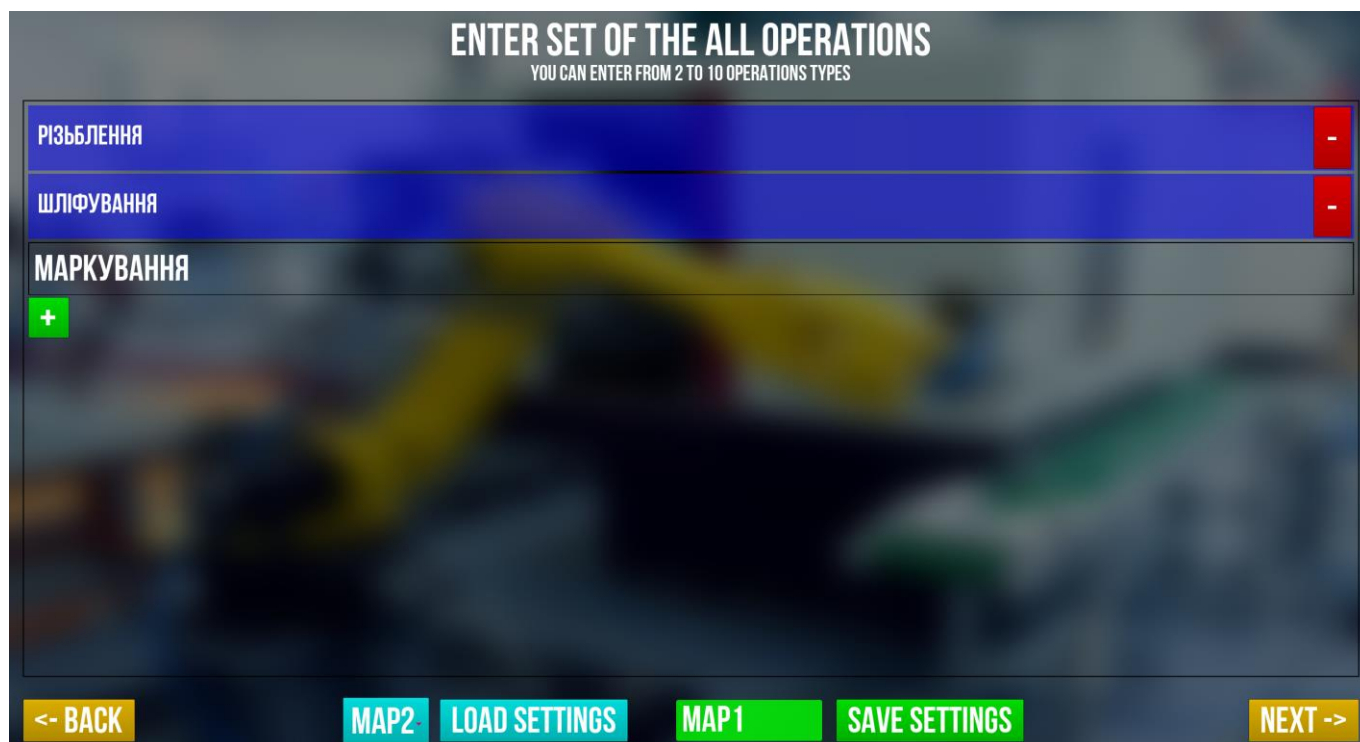 ENTER SET OF THE ALL OPERATIONS
YOU CAN ENTER FROM 2 TO 10 OPERATIONS TYPES
РІЗЬБЛЕННЯ
-
ШЛІФУВАННЯ
-
МАРКУВАННЯ
+
<- BACK
MAP2-
LOAD SETTINGS
MAP1
SAVE SETTINGS
NEXT ->